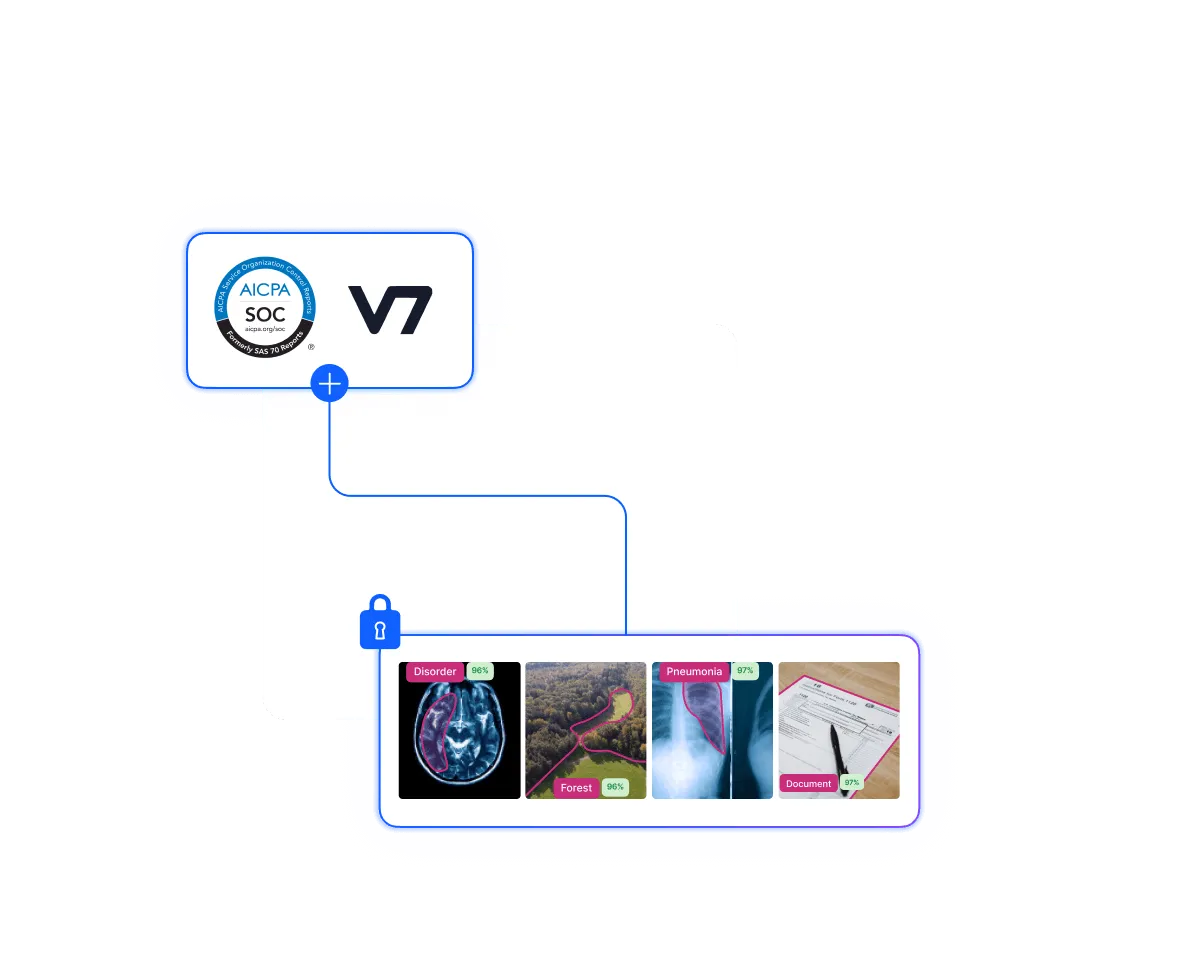 AICPA Service Organization Control Reports
AICPA
SOC
aicpa.org/soc
Formerly SAS 70 Reports
®
V7
Disorder 96%
Forest 96%
Pneumonia 97%
Document 97%